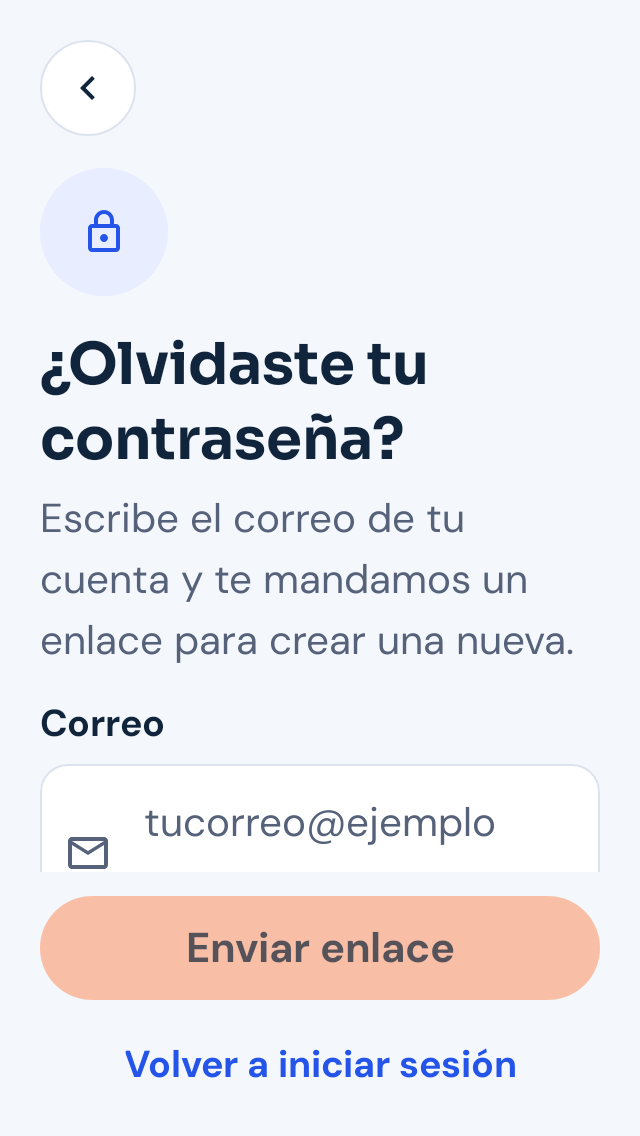 ¿Olvidaste tu
contraseña?
Escribe el correo de tu
cuenta y te mandamos un
enlace para crear una nueva.
Correo
tucorreo@ejemplo
Enviar enlace
Volver a iniciar sesión